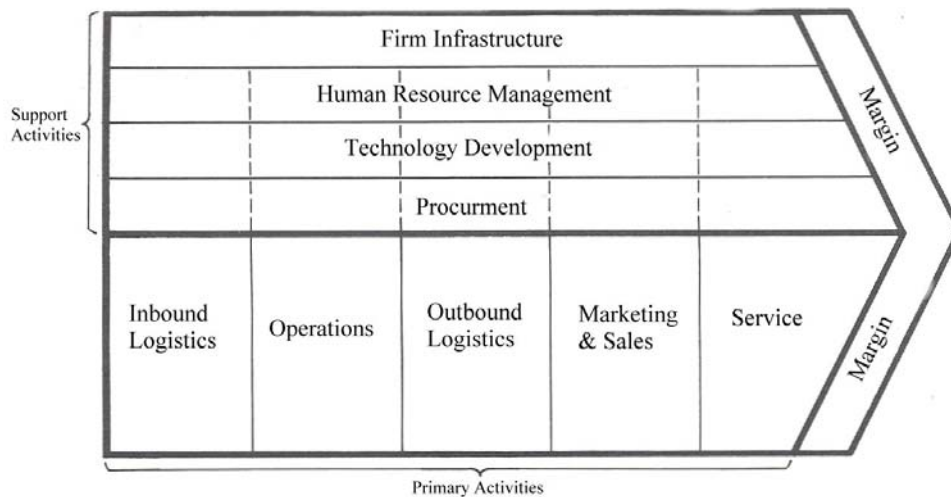 Firm Infrastructure
Human Resource Management
Support
Activities
Technology Development
Procurment
Margin
Inbound
Logistics
Operations
Outbound
Logistics
Marketing
& Sales
Service
Margin
Primary Activities